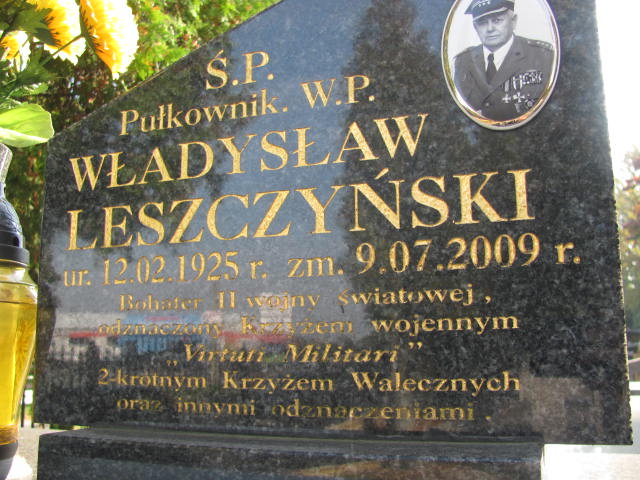 Ś.P.
Pułkownik. W.P.
WŁADYSŁAW
LESZCZYŃSKI
ur. 12.02.1925 r. zm. 9.07.2009 r.
Bohater II wojny światowej,
odznaczony Krzyżem wojennym
„Virtuti Militari"
2-krotnym Krzyżem Walecznych
oraz innymi odznaczeniami.